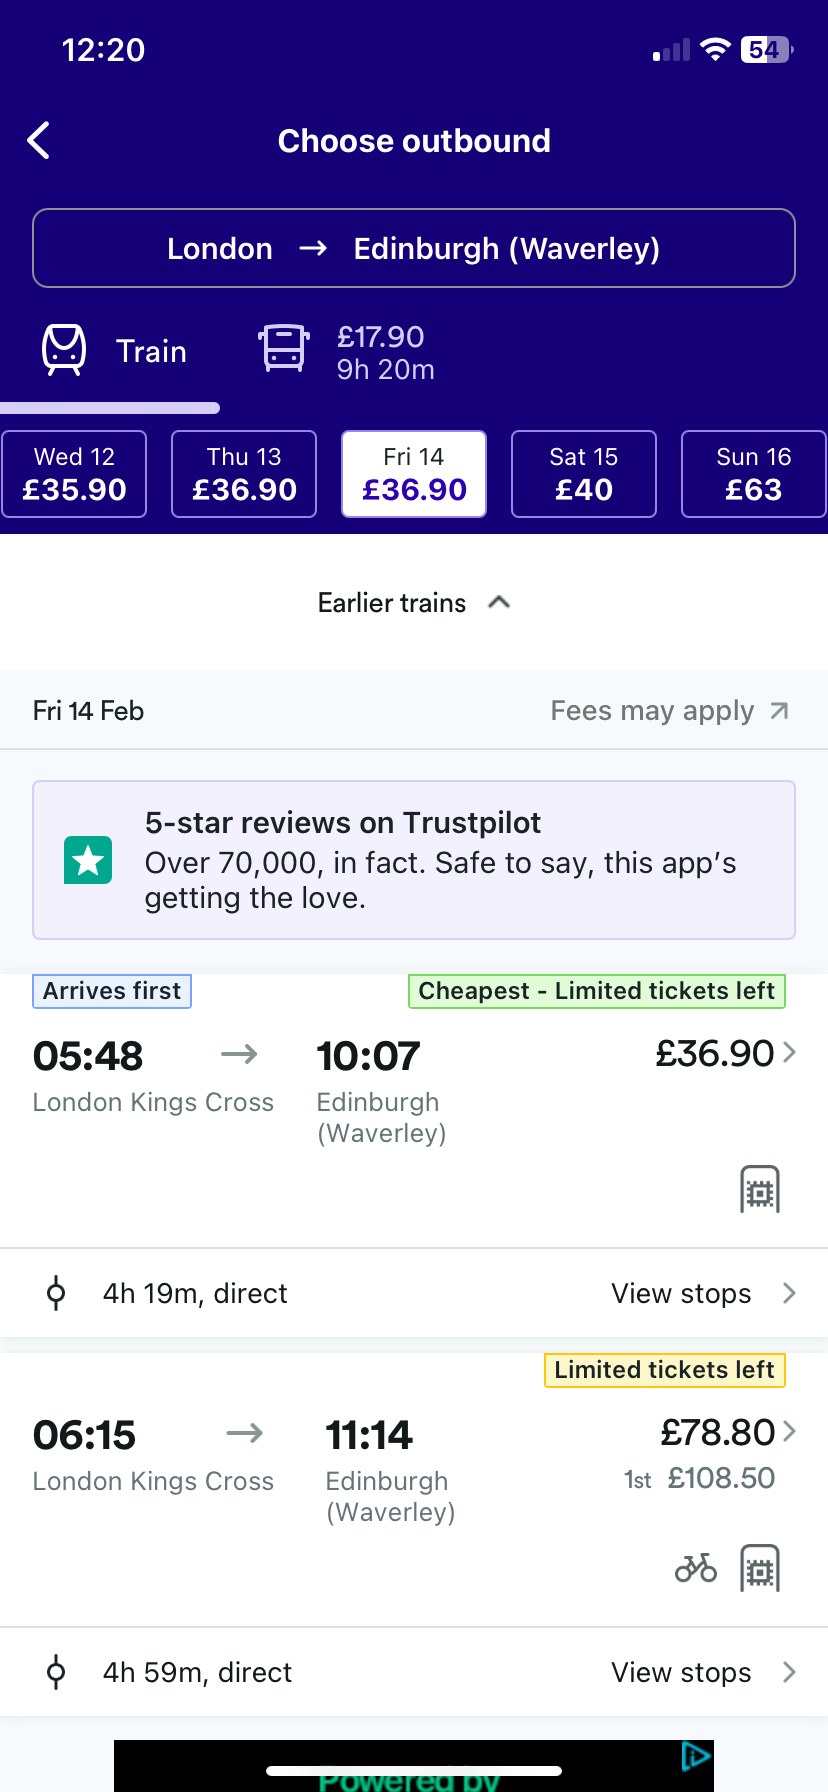 12:20
54
Choose outbound
London → Edinburgh (Waverley)
Train
£17.90
9h 20m
Wed 12
£35.90
Thu 13
£36.90
Fri 14
£36.90
Sat 15
£40
Sun 16
£63
Earlier trains
Fri 14 Feb
Fees may apply
5-star reviews on Trustpilot
Over 70,000, in fact. Safe to say, this app's
getting the love.
Arrives first
Cheapest - Limited tickets left
05:48 → 10:07 £36.90
London Kings Cross
Edinburgh
(Waverley)
4h 19m, direct
View stops
Limited tickets left
06:15 → 11:14 £78.80
London Kings Cross
Edinburgh
(Waverley)
1st £108.50
4h 59m, direct
View stops
Powered by